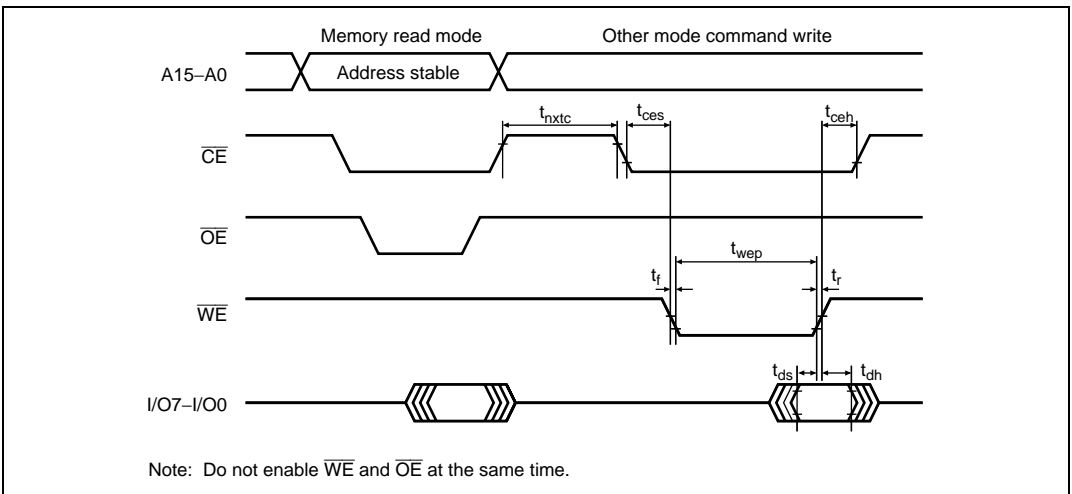 Memory read mode Other mode command write
A15–A0 Address stable
tnxtc tces tceh
CE
OE
twep
tf tr
WE
tds tdh
I/O7–I/O0
Note: Do not enable WE and OE at the same time.